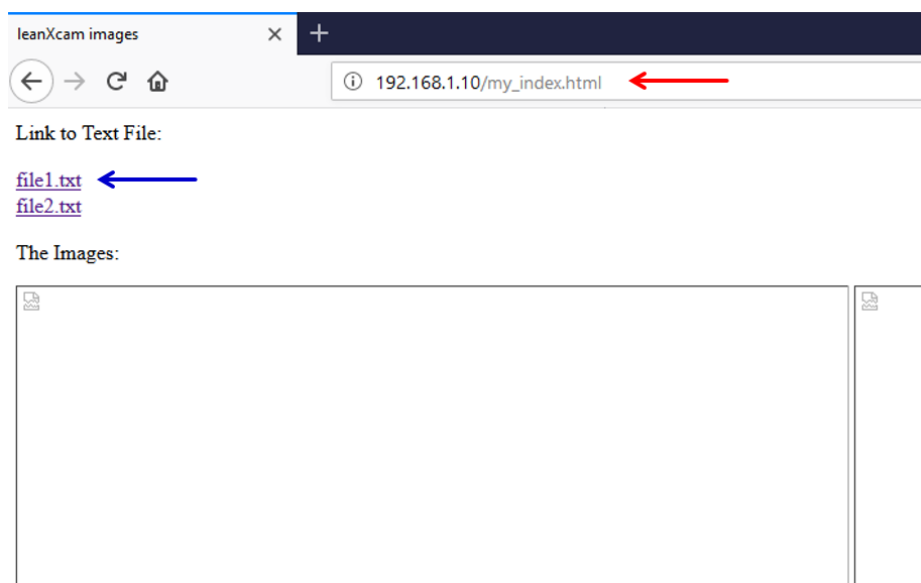 leanXcam images
192.168.1.10/my_index.html
Link to Text File:
file1.txt
file2.txt
The Images: